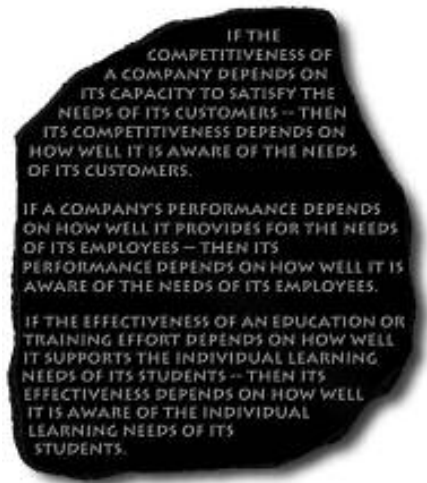 IF THE
COMPETITIVENESS OF
A COMPANY DEPENDS ON
ITS CAPACITY TO SATISFY THE
NEEDS OF ITS CUSTOMERS -- THEN
ITS COMPETITIVENESS DEPENDS ON
HOW WELL IT IS AWARE OF THE NEEDS
OF ITS CUSTOMERS.
IF A COMPANY'S PERFORMANCE DEPENDS
ON HOW WELL IT PROVIDES FOR THE NEEDS
OF ITS EMPLOYEES – THEN ITS
PERFORMANCE DEPENDS ON HOW WELL IT IS
AWARE OF THE NEEDS OF ITS EMPLOYEES.
IF THE EFFECTIVENESS OF AN EDUCATION OR
TRAINING EFFORT DEPENDS ON HOW WELL
IT SUPPORTS THE INDIVIDUAL LEARNING
NEEDS OF ITS STUDENTS -- THEN ITS
EFFECTIVENESS DEPENDS ON HOW WELL
IT IS AWARE OF THE INDIVIDUAL
LEARNING NEEDS OF ITS
STUDENTS.